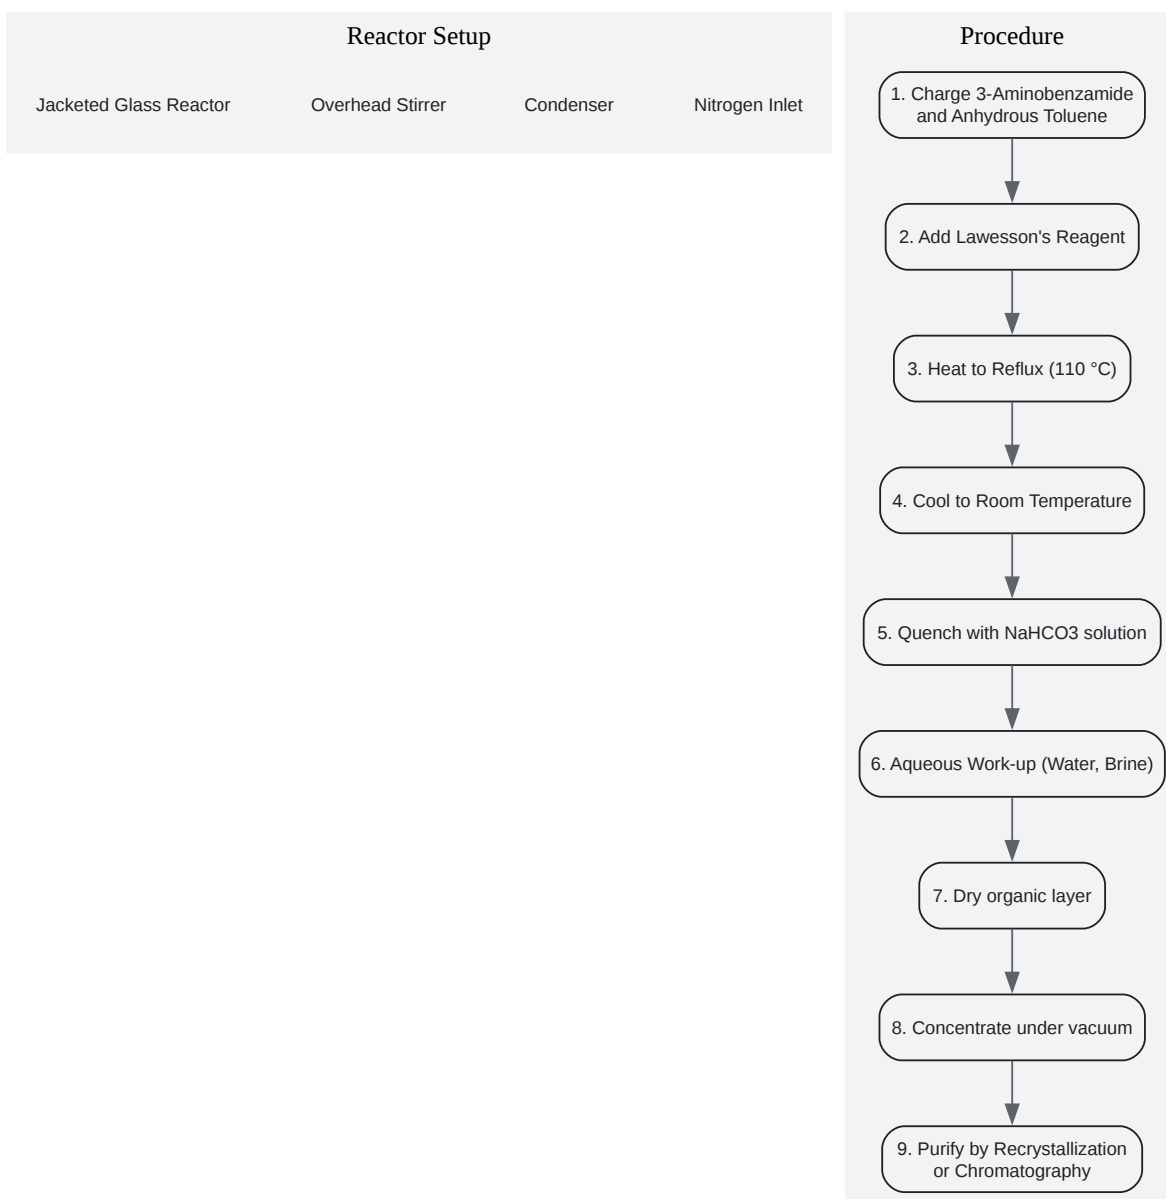 Reactor Setup
Jacketed Glass Reactor
Overhead Stirrer
Condenser
Nitrogen Inlet
Procedure
1. Charge 3-Aminobenzamide
and Anhydrous Toluene
2. Add Lawesson's Reagent
3. Heat to Reflux (110 °C)
4. Cool to Room Temperature
5. Quench with NaHCO3 solution
6. Aqueous Work-up (Water, Brine)
7. Dry organic layer
8. Concentrate under vacuum
9. Purify by Recrystallization
or Chromatography